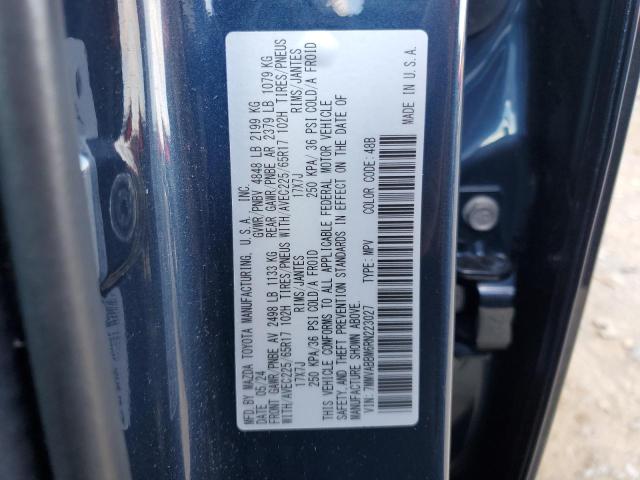 MFD. BY MAZDA TOYOTA MANUFACTURING, U.S.A., INC.
DATE 05/24 GVWR/PNBV 4848 LB 2199 KG
FRONT GAWR/PNBE AV 2498 LB 1133 KG REAR GAWR/PNBE AR 2379 LB 1079 KG
WITH/AVEC225/65R17 102H TIRES/PNEUS WITH/AVEC225/65R17 102H TIRES/PNEUS
17X7J RIMS/JANTES 17X7J RIMS/JANTES
250 KPA/36 PSI COLD/A FROID 250 KPA/36 PSI COLD/A FROID
THIS VEHICLE CONFORMS TO ALL APPLICABLE FEDERAL MOTOR VEHICLE
SAFETY AND THEFT PREVENTION STANDARDS IN EFFECT ON THE DATE OF
MANUFACTURE SHOWN ABOVE.
VIN: 7MMVABBM6RN223027 TYPE: MPV COLOR CODE: 48B
MADE IN U.S.A.